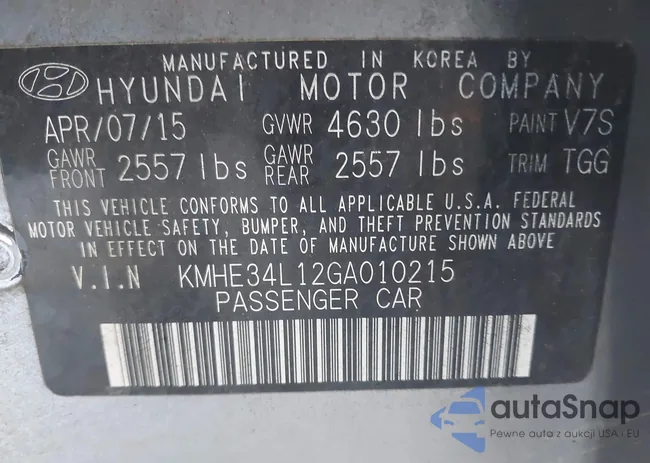 MANUFACTURED IN KOREA BY
HYUNDAI MOTOR COMPANY
APR/07/15 GVWR 4630 lbs PAINT V7S
GAWR FRONT 2557 lbs GAWR REAR 2557 lbs TRIM TGG
THIS VEHICLE CONFORMS TO ALL APPLICABLE U.S.A. FEDERAL
MOTOR VEHICLE SAFETY, BUMPER, AND THEFT PREVENTION STANDARDS
IN EFFECT ON THE DATE OF MANUFACTURE SHOWN ABOVE
V.I.N KMHE34L12GA010215
PASSENGER CAR
autaSnap
Pewne auta z aukcji USA i EU